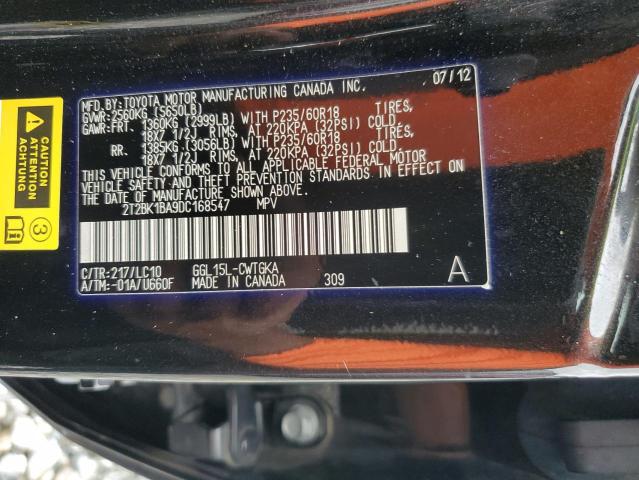 MFD. BY: TOYOTA MOTOR MANUFACTURING CANADA INC. 07/12
GVWR: 2560KG (5650LB)
GAWR: FRT. 1360KG (2999LB) WITH P235/60R18 TIRES,
18X7 1/2J RIMS, AT 220KPA (32PSI) COLD.
RR. 1385KG (3056LB) WITH P235/60R18 TIRES,
18X7 1/2J RIMS, AT 220KPA (32PSI) COLD.
THIS VEHICLE CONFORMS TO ALL APPLICABLE FEDERAL MOTOR
VEHICLE SAFETY AND THEFT PREVENTION STANDARDS IN EFFECT ON
THE DATE OF MANUFACTURE SHOWN ABOVE.
2T2BK1BA9DC168547 MPV
C/TR: 217/LC10 GGL15L-CWTGKA A
A/TM: -01A/U660F MADE IN CANADA 309
CAUTION
3